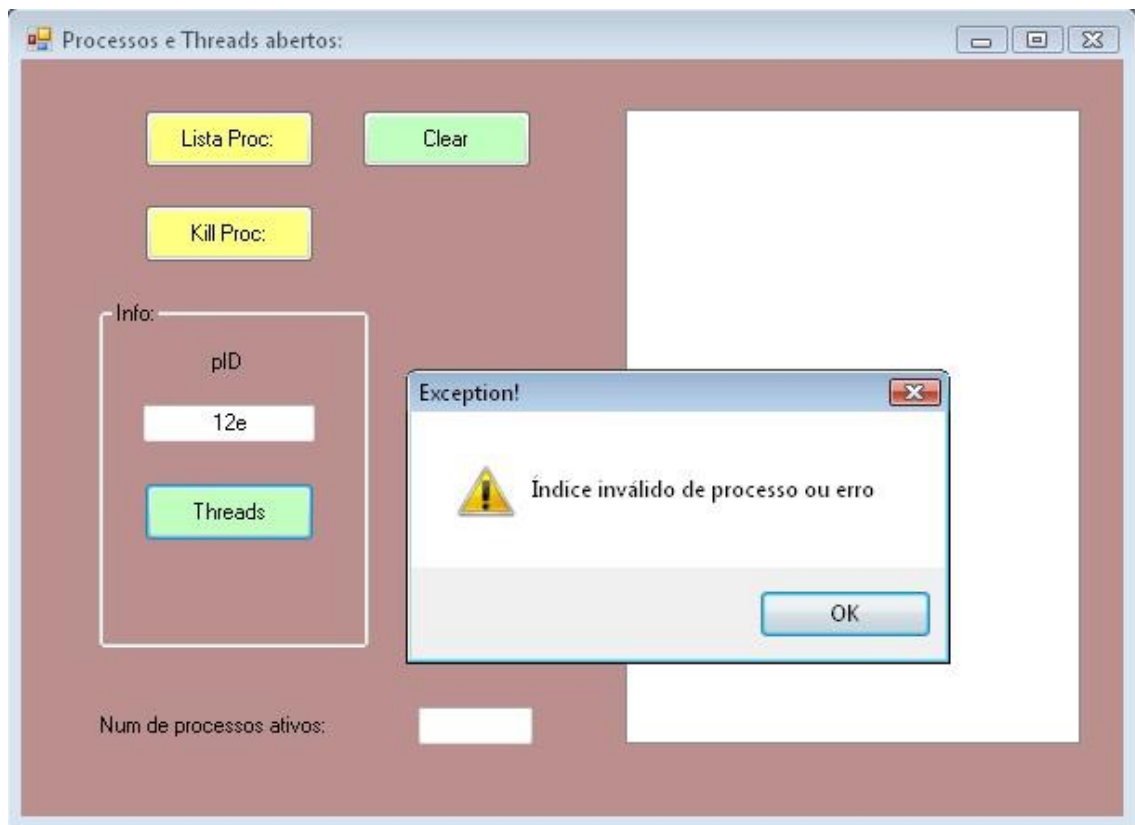 Processos e Threads abertos:
Lista Proc:
Clear
Kill Proc:
Info:
pID
12e
Threads
Exception!
Índice inválido de processo ou erro
OK
Num de processos ativos: